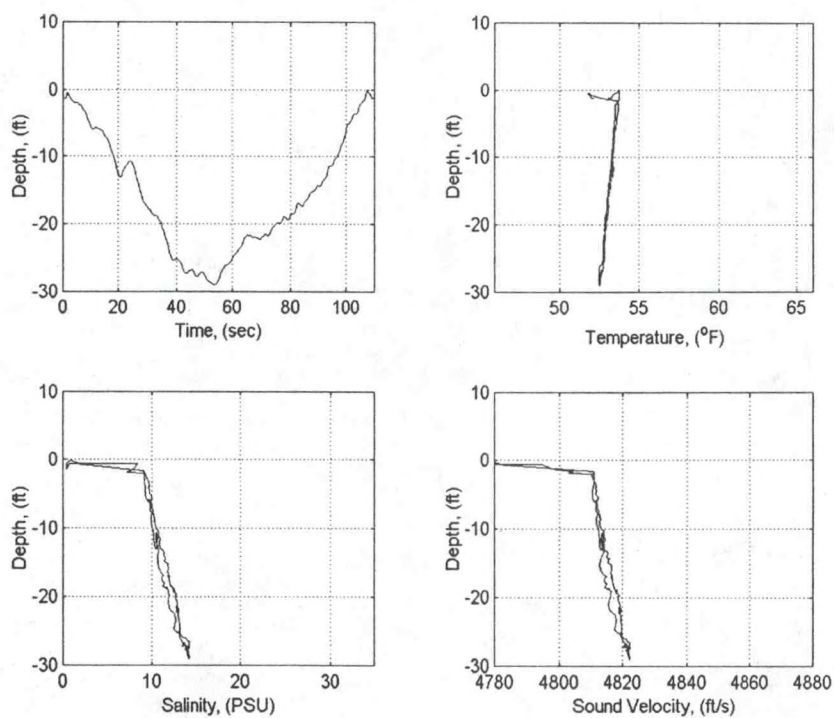 10
0
-10
-20
-30
Depth, (ft)
0 20 40 60 80 100
Time, (sec)
10
0
-10
-20
-30
Depth, (ft)
50 55 60 65
Temperature, (°F)
10
0
-10
-20
-30
Depth, (ft)
0 10 20 30
Salinity, (PSU)
10
0
-10
-20
-30
Depth, (ft)
4780 4800 4820 4840 4860 4880
Sound Velocity, (ft/s)